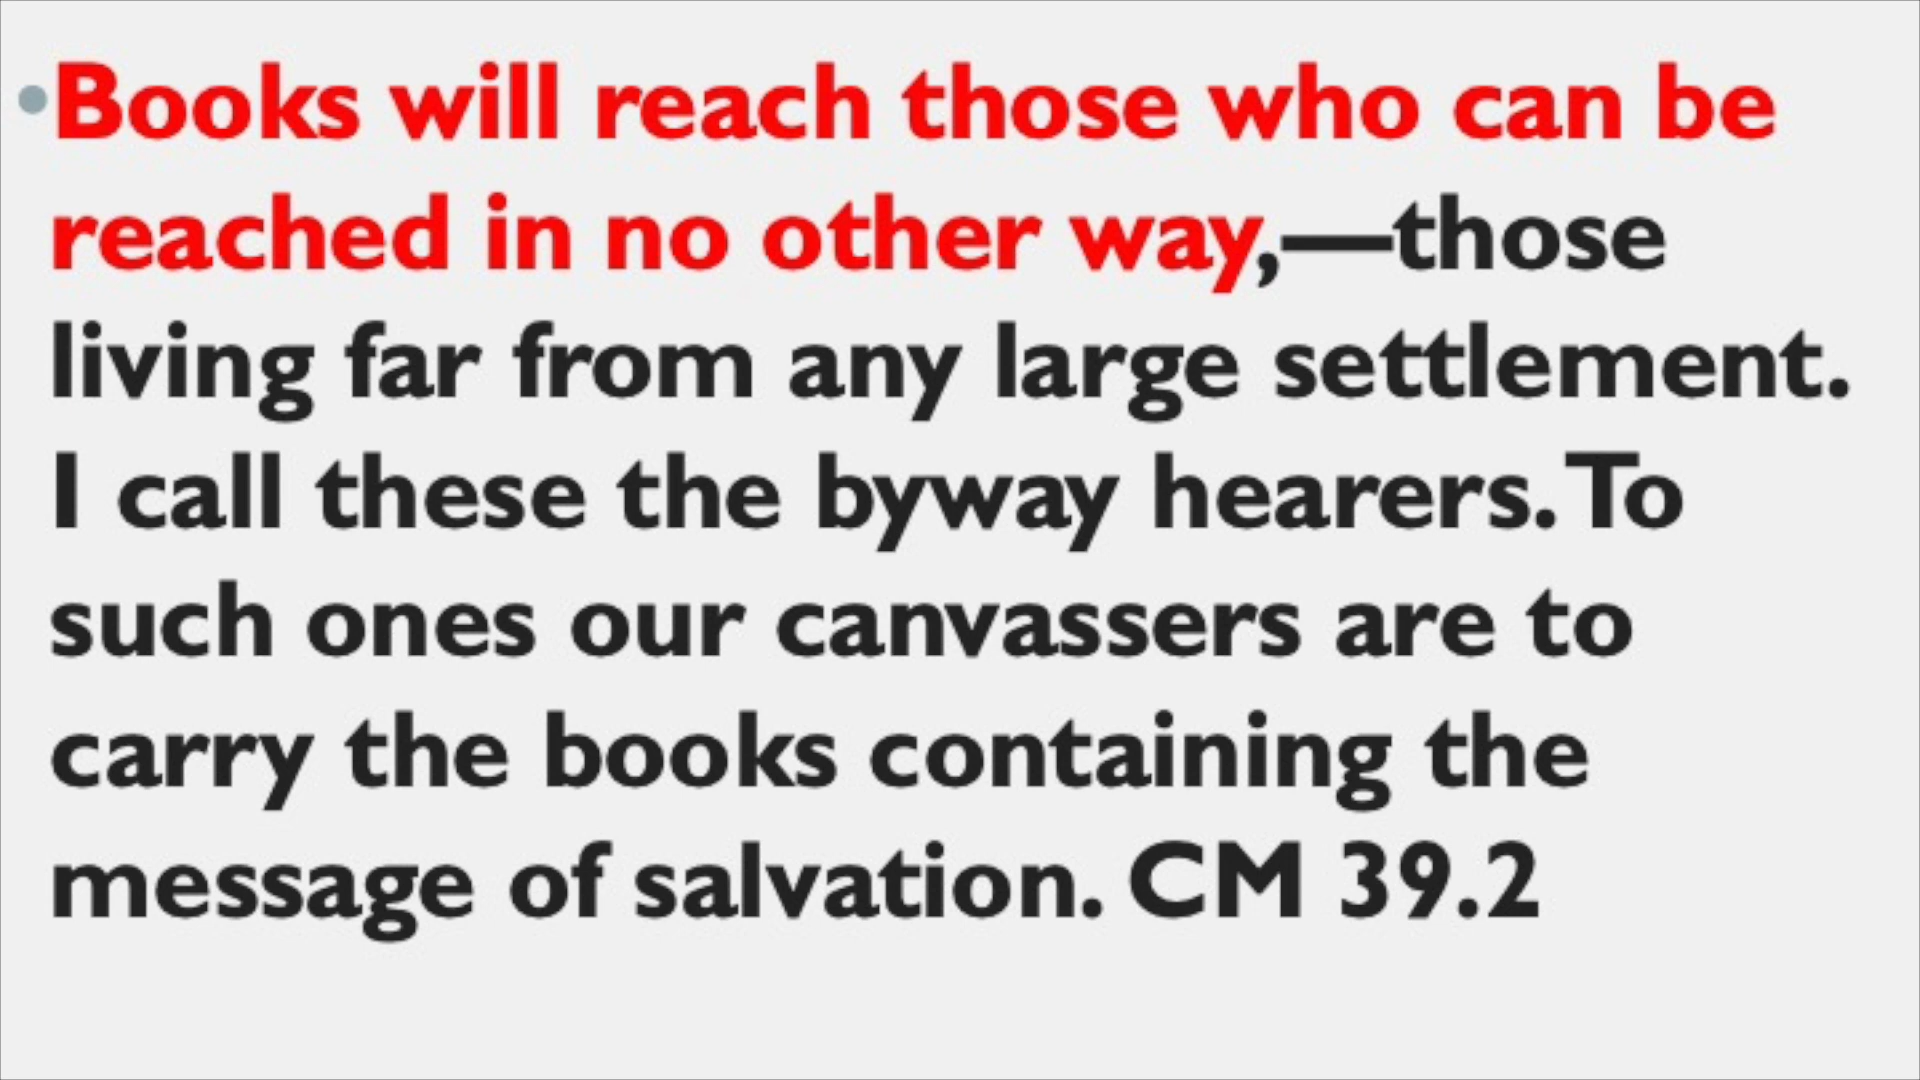 •Books will reach those who can be
reached in no other way,—those
living far from any large settlement.
I call these the byway hearers. To
such ones our canvassers are to
carry the books containing the
message of salvation. CM 39.2